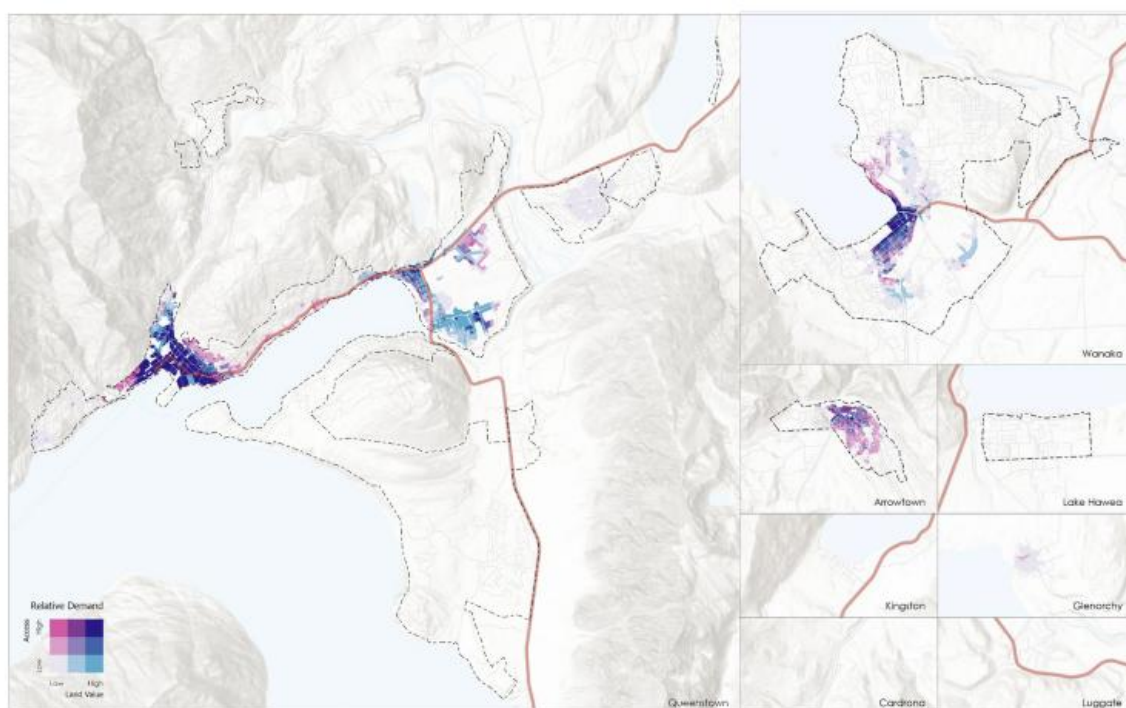 Wanaka
Arrowtown
Lake Hawea
Kingston
Glenorchy
Relative Demand
High
Access
Low
Low
High
Land Value
Queenstown
Cardrona
Luggate